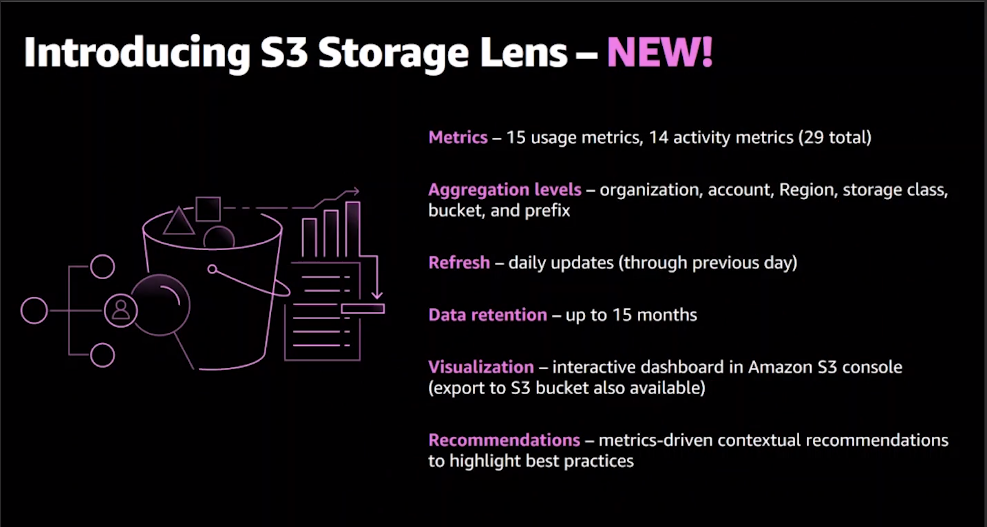 Introducing S3 Storage Lens – NEW!
Metrics – 15 usage metrics, 14 activity metrics (29 total)
Aggregation levels – organization, account, Region, storage class,
bucket, and prefix
Refresh – daily updates (through previous day)
Data retention – up to 15 months
Visualization – interactive dashboard in Amazon S3 console
(export to S3 bucket also available)
Recommendations – metrics-driven contextual recommendations
to highlight best practices